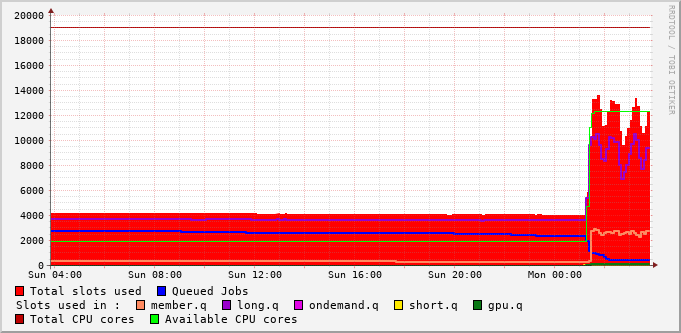 20000
18000
16000
14000
12000
10000
8000
6000
4000
2000
0
Sun 04:00 Sun 08:00 Sun 12:00 Sun 16:00 Sun 20:00 Mon 00:00
Total slots used Queued Jobs
Slots used in : member.q long.q ondemand.q short.q gpu.q
Total CPU cores Available CPU cores
RRDTOOL / TOBI OETIKER